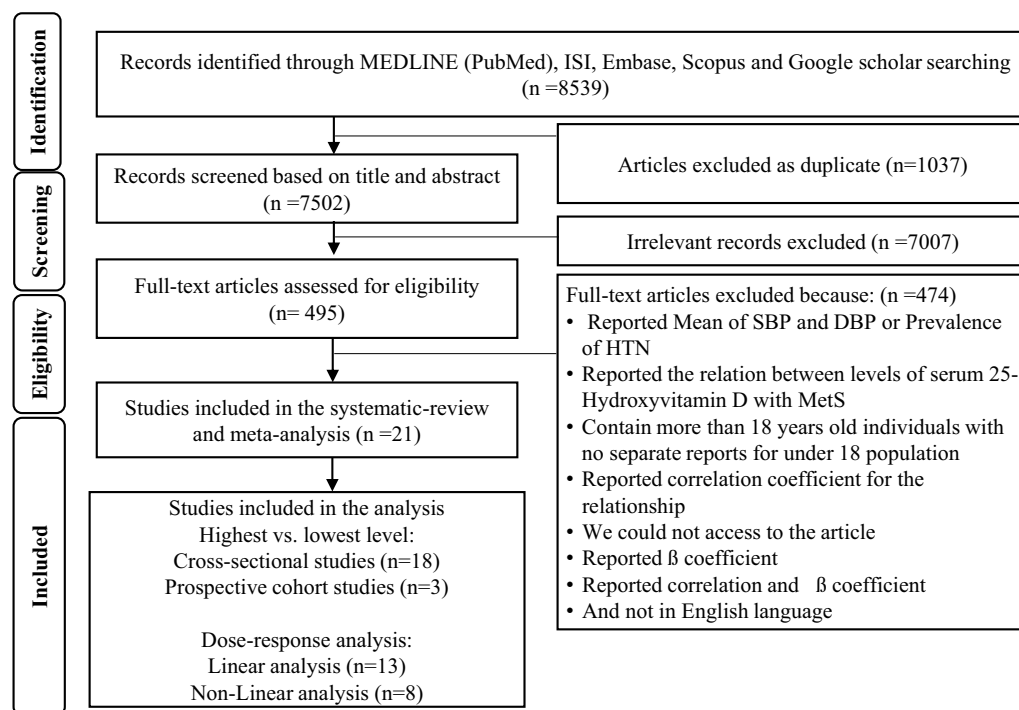 Identification
Records identified through MEDLINE (PubMed), ISI, Embase, Scopus and Google scholar searching
(n =8539)
Articles excluded as duplicate (n=1037)
Screening
Records screened based on title and abstract
(n =7502)
Irrelevant records excluded (n =7007)
Eligibility
Full-text articles assessed for eligibility
(n= 495)
Full-text articles excluded because: (n =474)
• Reported Mean of SBP and DBP or Prevalence
of HTN
• Reported the relation between levels of serum 25-
Hydroxyvitamin D with MetS
• Contain more than 18 years old individuals with
no separate reports for under 18 population
• Reported correlation coefficient for the
relationship
• We could not access to the article
• Reported ß coefficient
• Reported correlation and ß coefficient
• And not in English language
Included
Studies included in the systematic-review
and meta-analysis (n =21)
Studies included in the analysis
Highest vs. lowest level:
Cross-sectional studies (n=18)
Prospective cohort studies (n=3)
Dose-response analysis:
Linear analysis (n=13)
Non-Linear analysis (n=8)